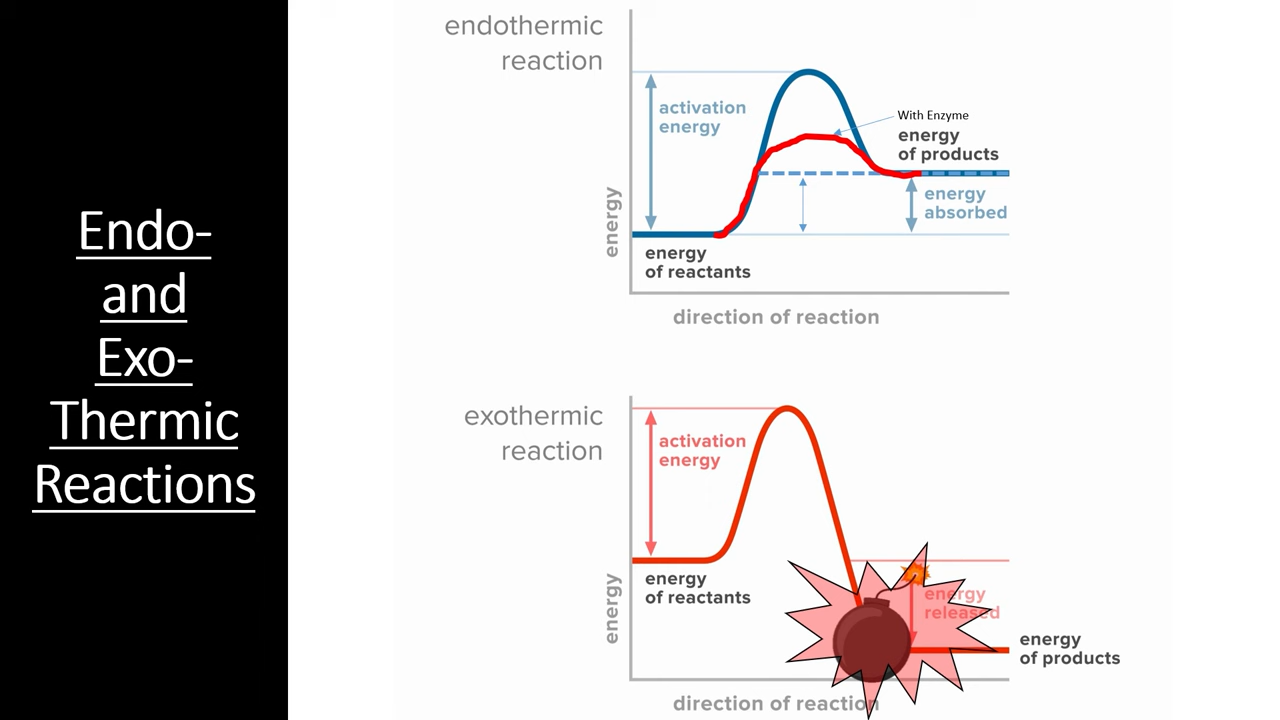 Endo-
and
Exo-
Thermic
Reactions
endothermic
reaction
activation
energy
With Enzyme
energy
of products
energy
absorbed
energy
energy
of reactants
direction of reaction
exothermic
reaction
activation
energy
energy
of reactants
energy
released
energy
energy
of products
direction of reaction